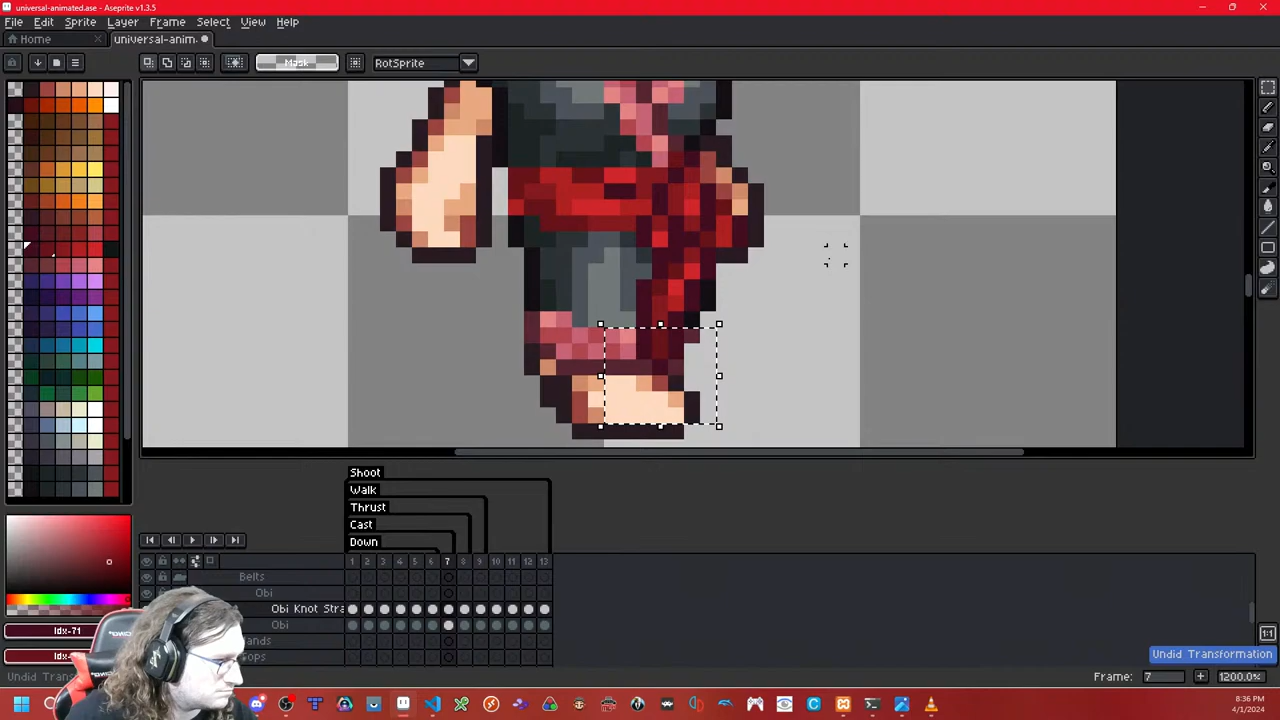 universal-animated.ase - Aseprite v1.3.5
File Edit Sprite Layer Frame Select View Help
Home universal-anim.
Mask RotSprite
Shoot
Walk
Thrust
Cast
Down
1 2 3 4 5 6 7 8 9 10 11 12 13
Belts
Obi
Obi Knot Stra
Obi
Idx-71
Undid Transformation
Frame: 7 1200.0%
1:1
8:36 PM
4/1/2024